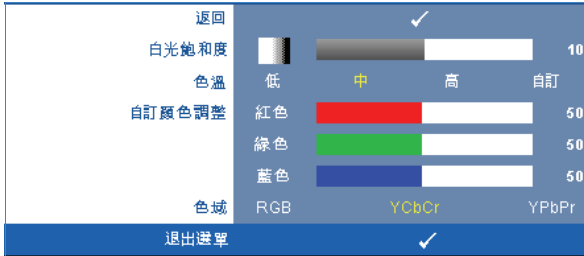 返回 ✓
白光飽和度 10
色溫 低 中 高 自訂
自訂顏色調整 紅色 50
綠色 50
藍色 50
色域 RGB YCbCr YPbPr
退出選單 ✓